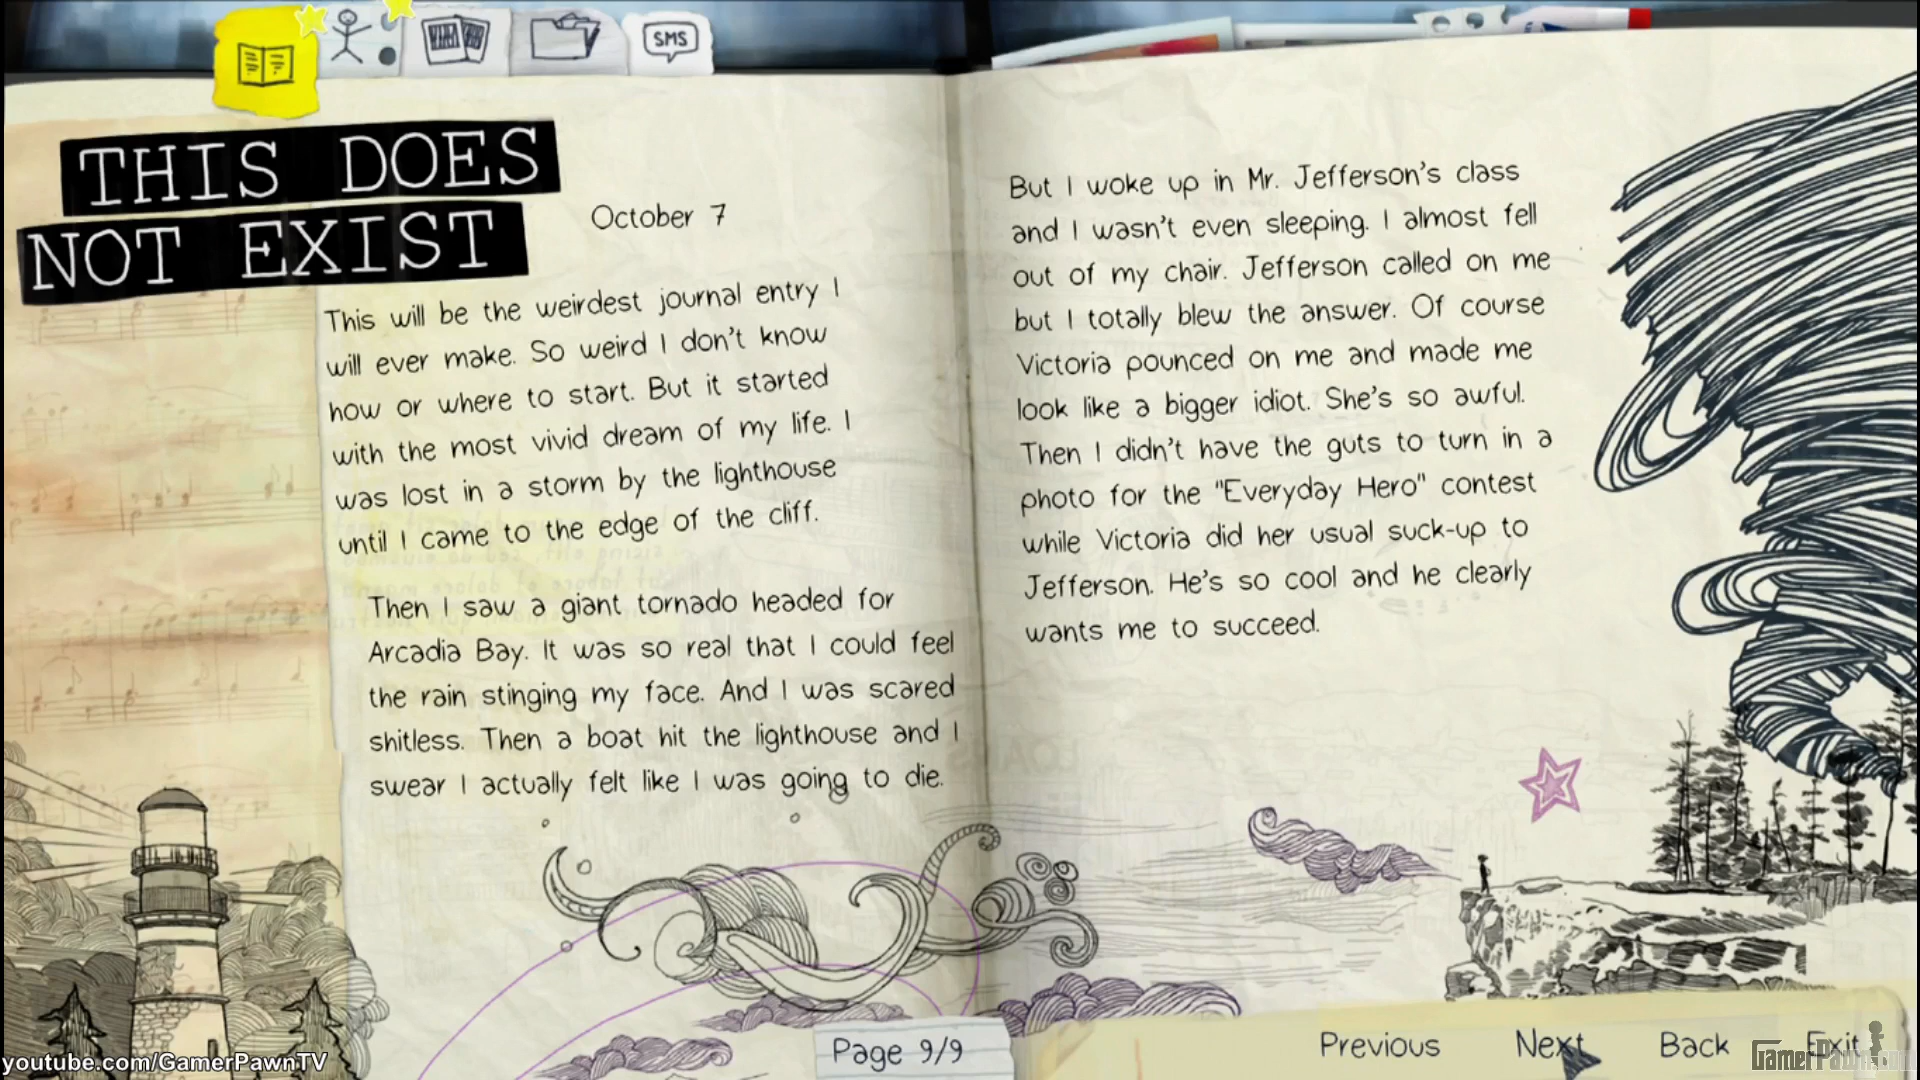 SMS
THIS DOES
NOT EXIST
October 7
This will be the weirdest journal entry I
will ever make. So weird I don't know
how or where to start. But it started
with the most vivid dream of my life. I
was lost in a storm by the lighthouse
until I came to the edge of the cliff.
Then I saw a giant tornado headed for
Arcadia Bay. It was so real that I could feel
the rain stinging my face. And I was scared
shitless. Then a boat hit the lighthouse and I
swear I actually felt like I was going to die.
But I woke up in Mr. Jefferson's class
and I wasn't even sleeping. I almost fell
out of my chair. Jefferson called on me
but I totally blew the answer. Of course
Victoria pounced on me and made me
look like a bigger idiot. She's so awful.
Then I didn't have the guts to turn in a
photo for the "Everyday Hero" contest
while Victoria did her usual suck-up to
Jefferson. He's so cool and he clearly
wants me to succeed.
Page 9/9
Previous Next Back Exit
youtube.com/GamerPawnTV
GamerPawn.com